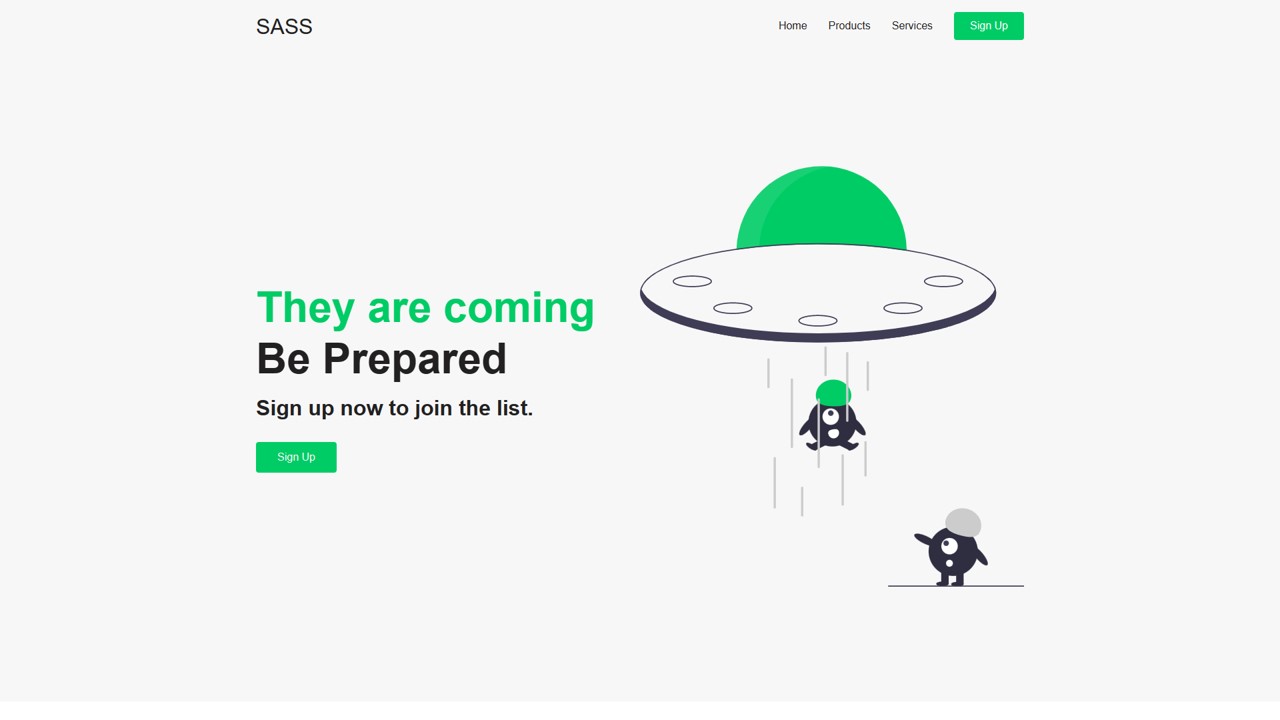 SASS
Home
Products
Services
Sign Up
They are coming
Be Prepared
Sign up now to join the list.
Sign Up